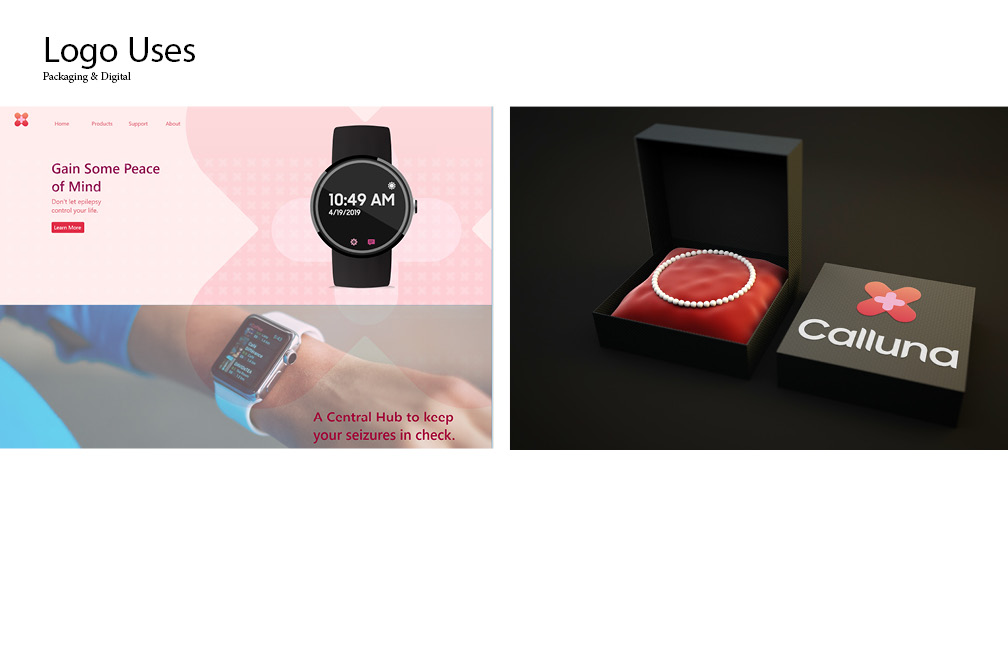 Logo Uses
Packaging & Digital
Home Products Support About
Gain Some Peace
of Mind
Don't let epilepsy
control your life.
Learn More
10:49 AM
4/19/2019
A Central Hub to keep
your seizures in check.
Calluna